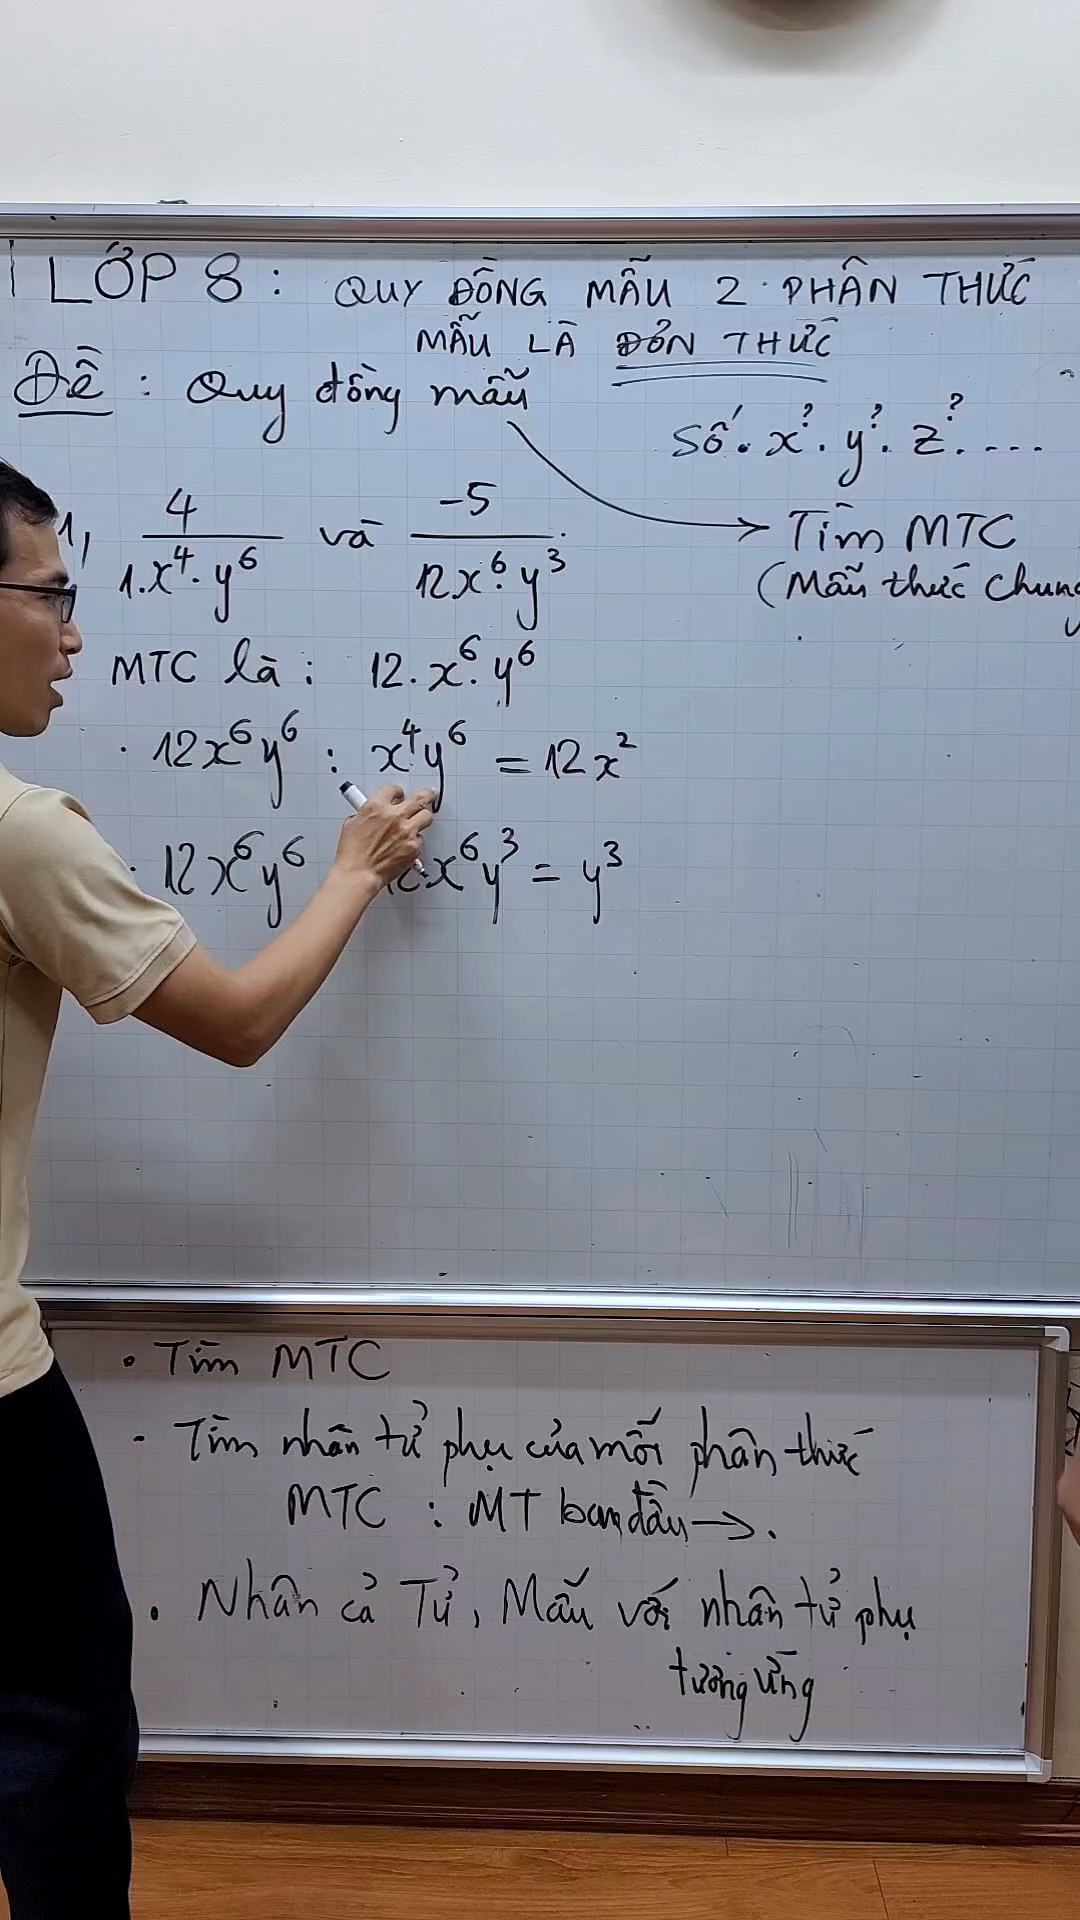 LỚP 8 : QUY ĐỒNG MẪU 2 PHÂN THỨC
MẪU LÀ ĐƠN THỨC
Đề : Quy đồng mẫu
Số . x^? . y^? . z^? . ...
1, 4/(1.x^4.y^6) và -5/(12x^6.y^3)
Tìm MTC
(Mẫu thức Chung
MTC là : 12.x^6.y^6
. 12x^6y^6 : x^4y^6 = 12x^2
. 12x^6y^6 12x^6y^3 = y^3
. Tìm MTC
- Tìm nhân tử phụ của mỗi phân thức
MTC : MT ban đầu → .
. Nhân cả Tử, Mẫu với nhân tử phụ
tương ứng